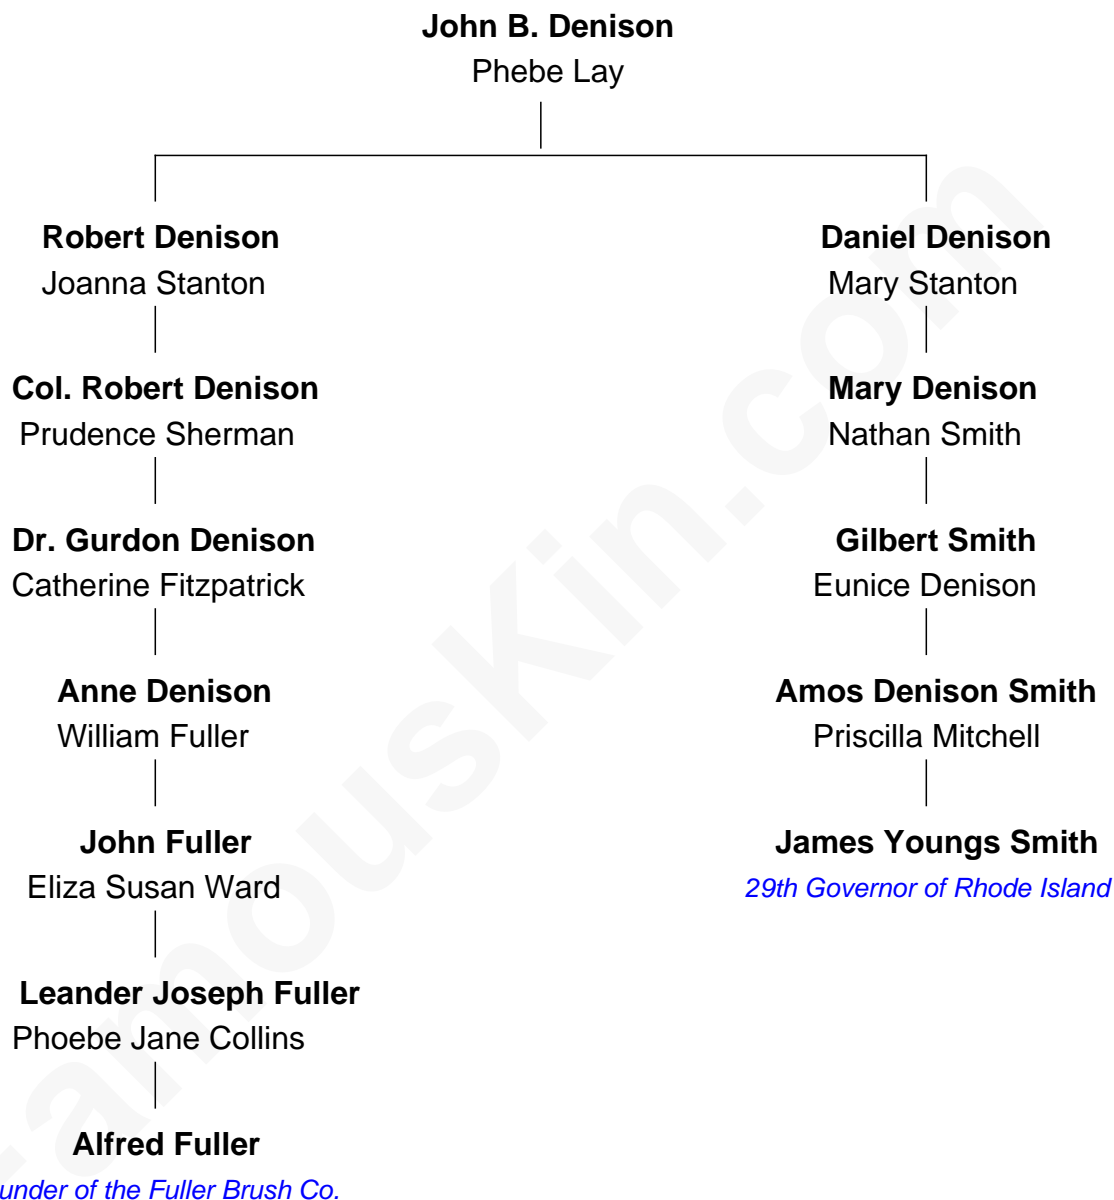 John B. Denison
Phebe Lay
Robert Denison
Joanna Stanton
Daniel Denison
Mary Stanton
Col. Robert Denison
Prudence Sherman
Mary Denison
Nathan Smith
Dr. Gurdon Denison
Catherine Fitzpatrick
Gilbert Smith
Eunice Denison
Anne Denison
William Fuller
Amos Denison Smith
Priscilla Mitchell
John Fuller
Eliza Susan Ward
James Youngs Smith
29th Governor of Rhode Island
Leander Joseph Fuller
Phoebe Jane Collins
Alfred Fuller
under of the Fuller Brush Co.
FamousKin.com